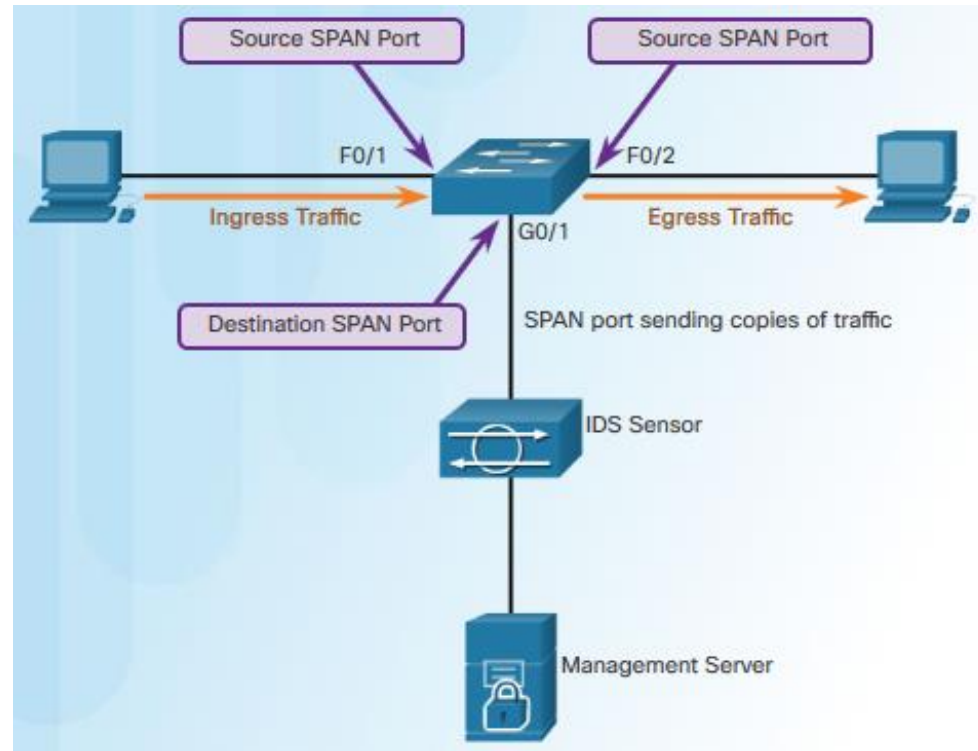 Source SPAN Port
Source SPAN Port
F0/1
F0/2
Ingress Traffic
Egress Traffic
G0/1
Destination SPAN Port
SPAN port sending copies of traffic
IDS Sensor
Management Server